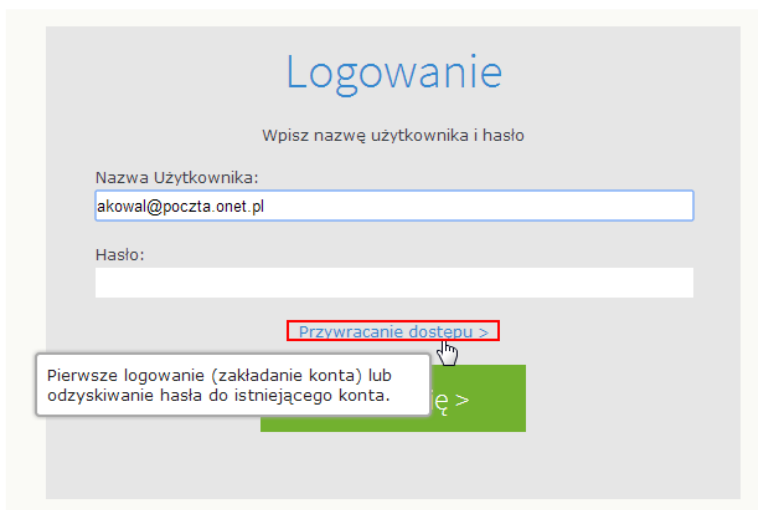 Logowanie
Wpisz nazwę użytkownika i hasło
Nazwa Użytkownika:
akowal@poczta.onet.pl
Hasło:
Przywracanie dostępu >
Pierwsze logowanie (zakładanie konta) lub
odzyskiwanie hasła do istniejącego konta.
ę >